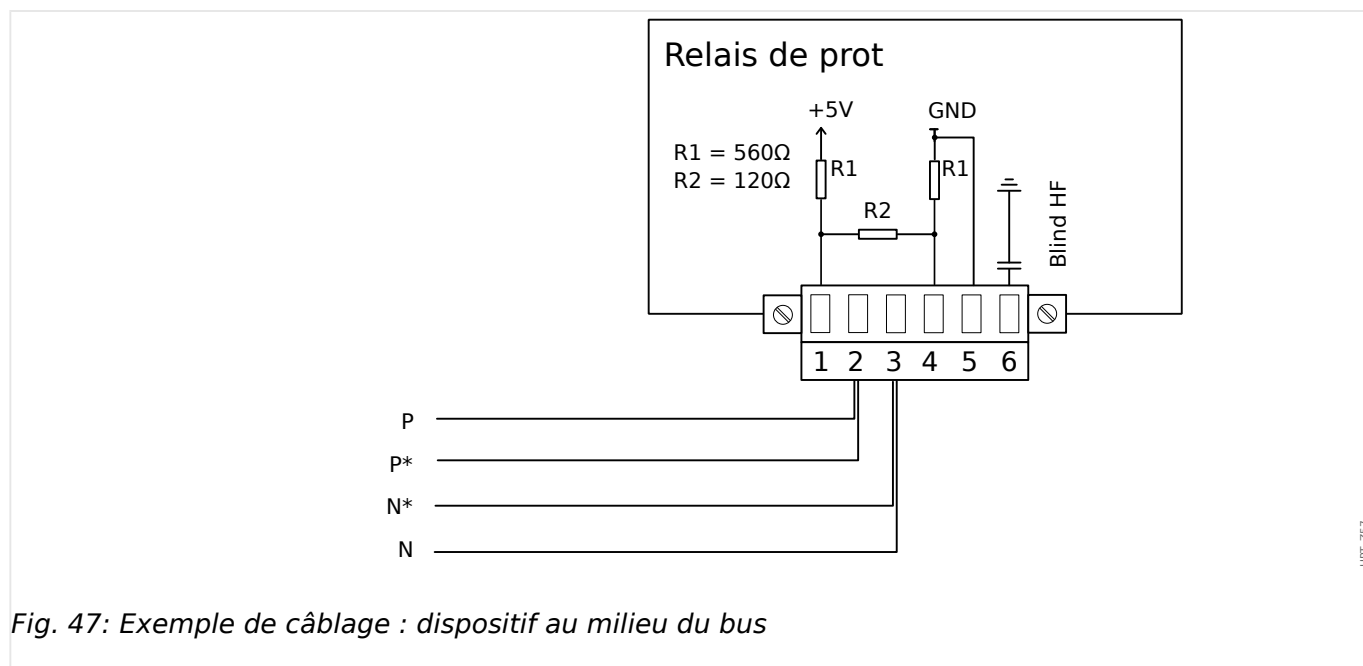 Relais de prot
+5V
GND
R1 = 560Ω
R2 = 120Ω
R1
R1
R2
Blind HF
1 2 3 4 5 6
P
P*
N*
N
Fig. 47: Exemple de câblage : dispositif au milieu du bus